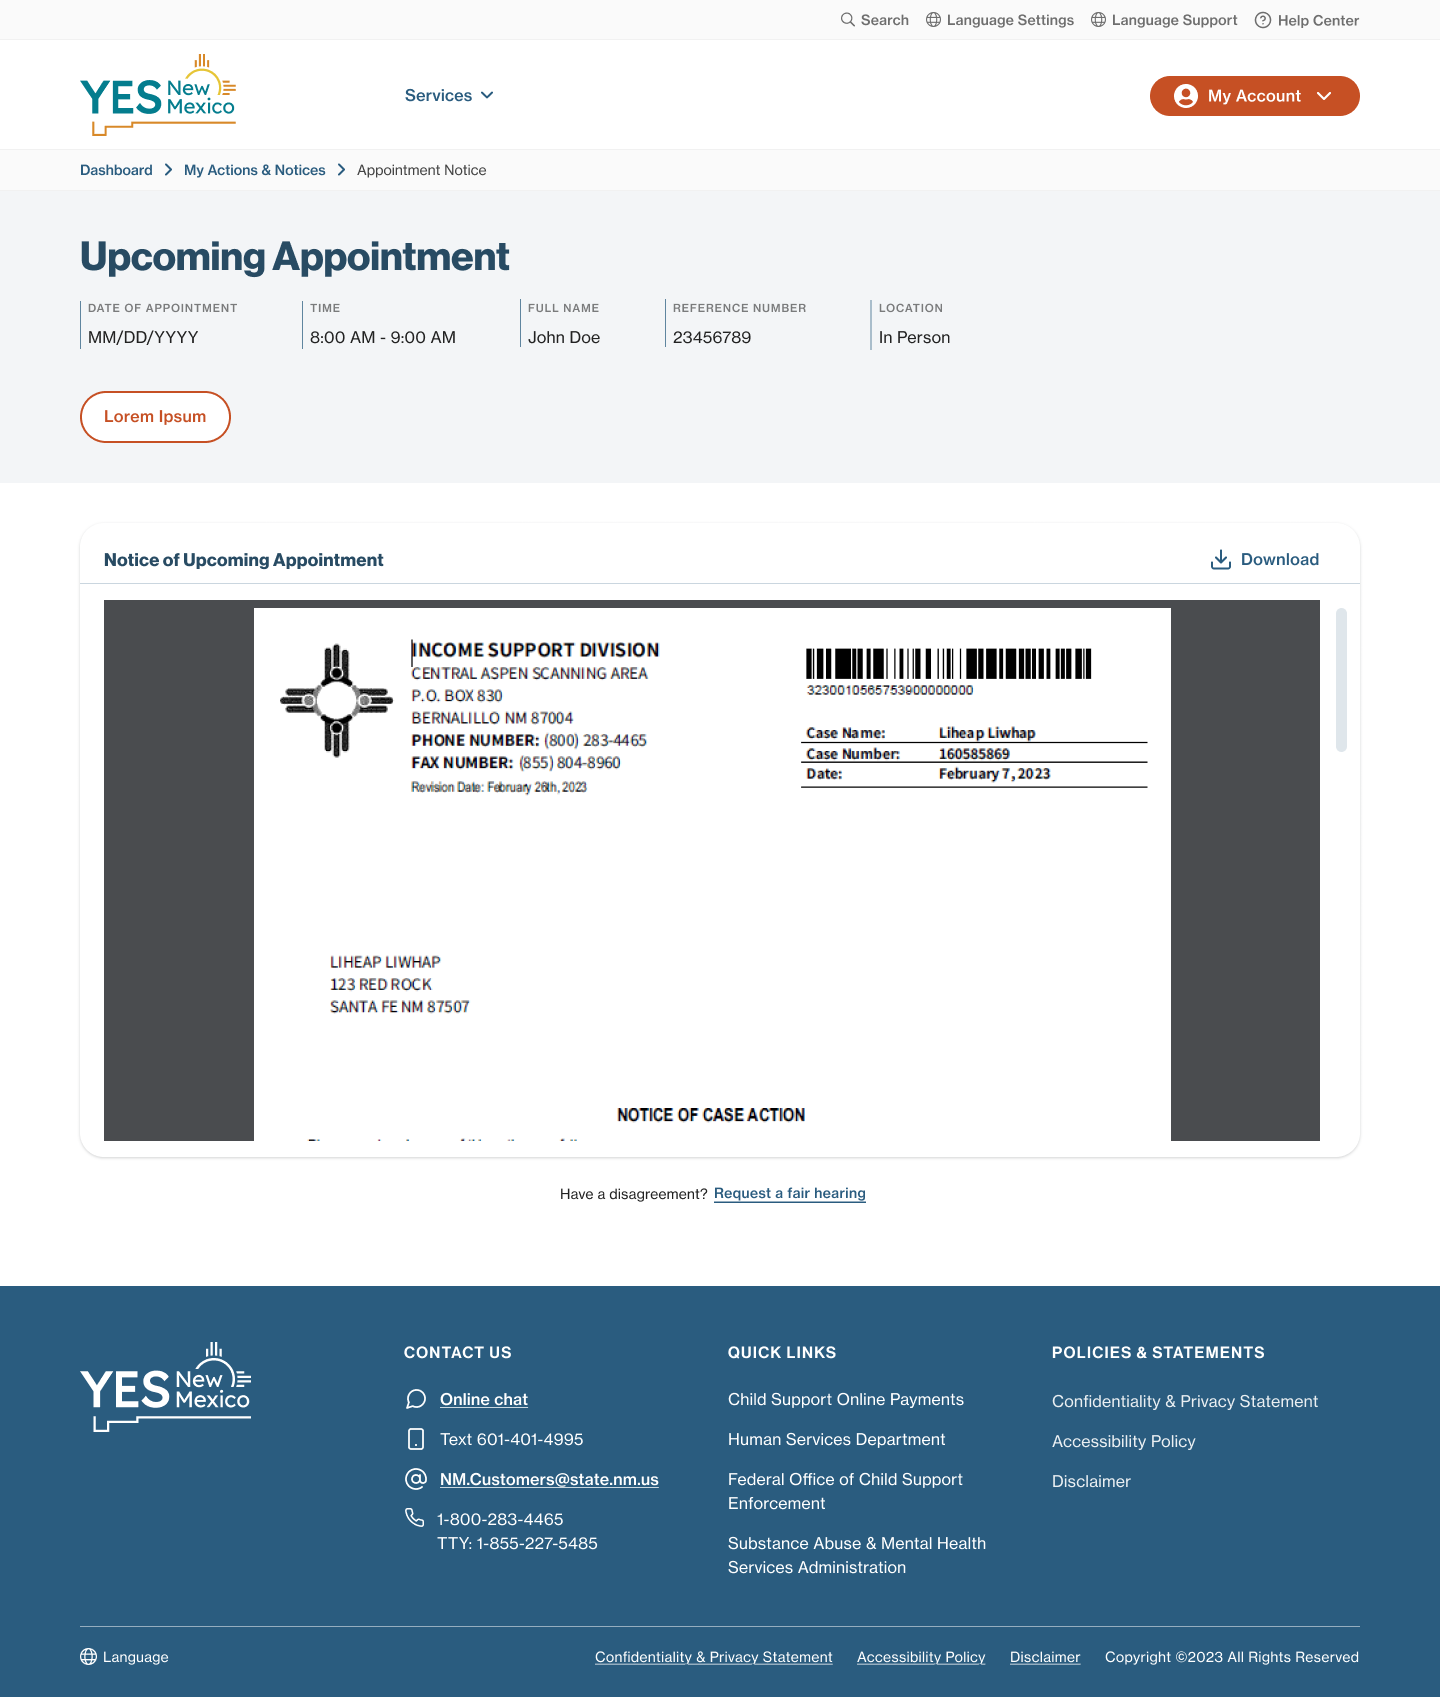 Search
Language Settings
Language Support
Help Center
YES New Mexico
Services
My Account
Dashboard
My Actions & Notices
Appointment Notice
Upcoming Appointment
DATE OF APPOINTMENT
MM/DD/YYYY
TIME
8:00 AM - 9:00 AM
FULL NAME
John Doe
REFERENCE NUMBER
23456789
LOCATION
In Person
Lorem Ipsum
Notice of Upcoming Appointment
Download
INCOME SUPPORT DIVISION
CENTRAL ASPEN SCANNING AREA
P.O. BOX 830
BERNALILLO NM 87004
PHONE NUMBER: (800) 283-4465
FAX NUMBER: (855) 804-8960
Revision Date: February 26th, 2023
3230010565753900000000
Case Name: Liheap Liwhap
Case Number: 160585869
Date: February 7, 2023
LIHEAP LIWHAP
123 RED ROCK
SANTA FE NM 87507
NOTICE OF CASE ACTION
Have a disagreement? Request a fair hearing
YES New Mexico
CONTACT US
Online chat
Text 601-401-4995
NM.Customers@state.nm.us
1-800-283-4465
TTY: 1-855-227-5485
QUICK LINKS
Child Support Online Payments
Human Services Department
Federal Office of Child Support
Enforcement
Substance Abuse & Mental Health
Services Administration
POLICIES & STATEMENTS
Confidentiality & Privacy Statement
Accessibility Policy
Disclaimer
Language
Confidentiality & Privacy Statement
Accessibility Policy
Disclaimer
Copyright ©2023 All Rights Reserved